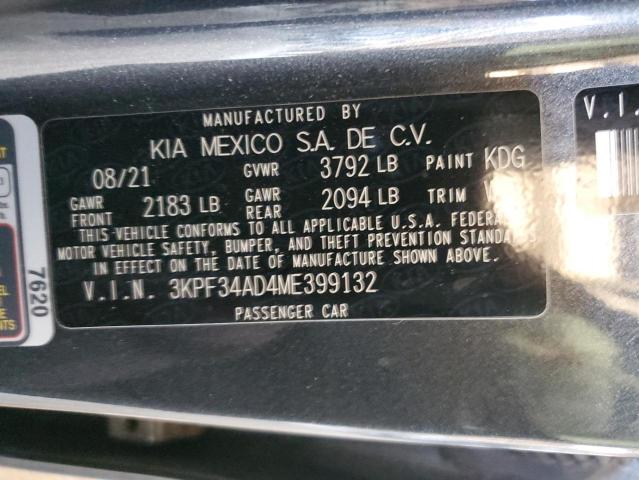 MANUFACTURED BY
KIA MEXICO S.A. DE C.V.
08/21 GVWR 3792 LB PAINT KDG
GAWR FRONT 2183 LB GAWR REAR 2094 LB TRIM
THIS VEHICLE CONFORMS TO ALL APPLICABLE U.S.A. FEDERAL
MOTOR VEHICLE SAFETY, BUMPER, AND THEFT PREVENTION STANDARDS
IN EFFECT ON THE DATE OF MANUFACTURE SHOWN ABOVE.
V.I.N. 3KPF34AD4ME399132
PASSENGER CAR
7620
V.I.